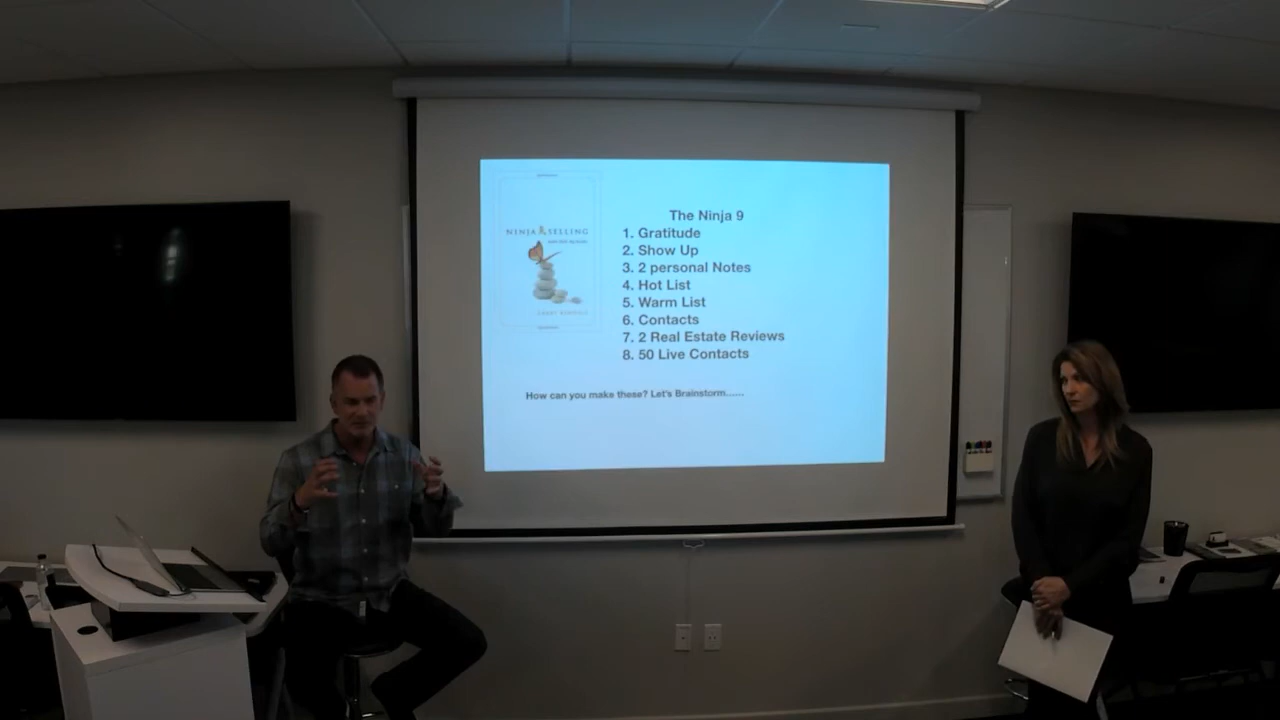 The Ninja 9
1. Gratitude
2. Show Up
3. 2 personal Notes
4. Hot List
5. Warm List
6. Contacts
7. 2 Real Estate Reviews
8. 50 Live Contacts
How can you make these? Let's Brainstorm......
NINJA SELLING